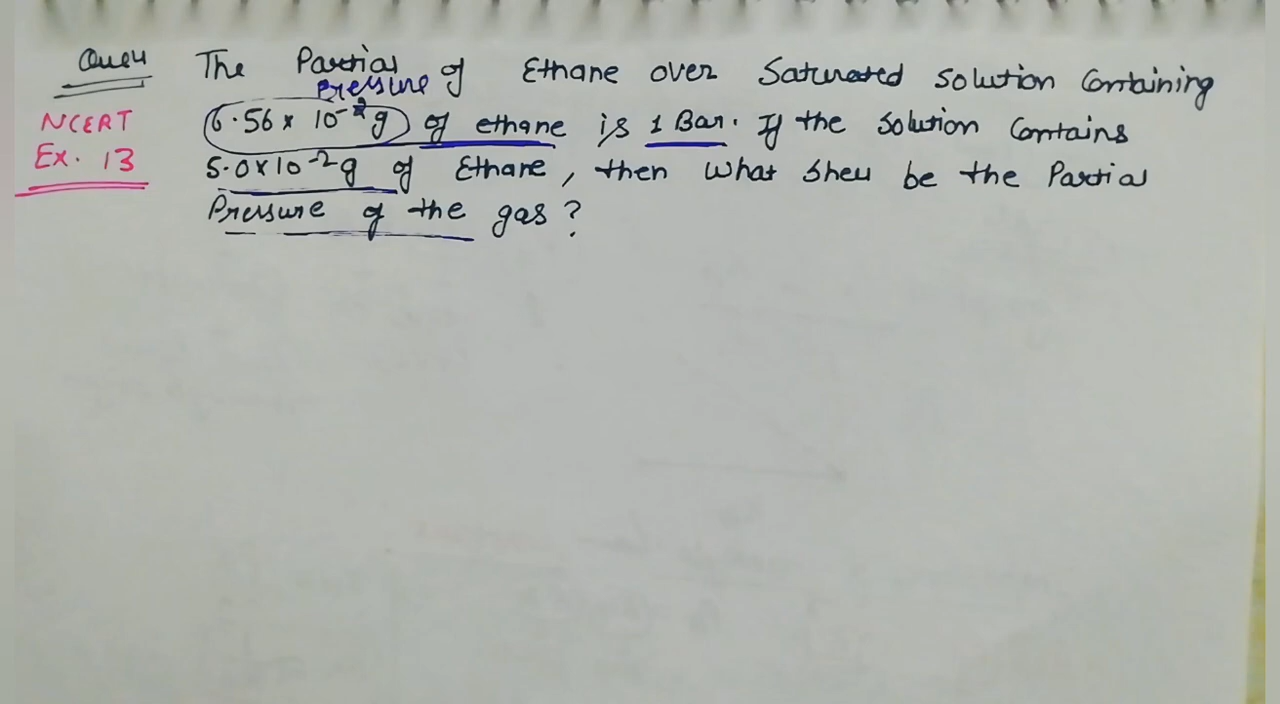 Que4 The Partial of Ethane over Saturated Solution Containing
Pressure
NCERT 6.56 x 10-2g of ethane is 1 Bar. If the Solution Contains
Ex. 13 5.0x10-2g of Ethane, then what shell be the Partial
Pressure of the gas?